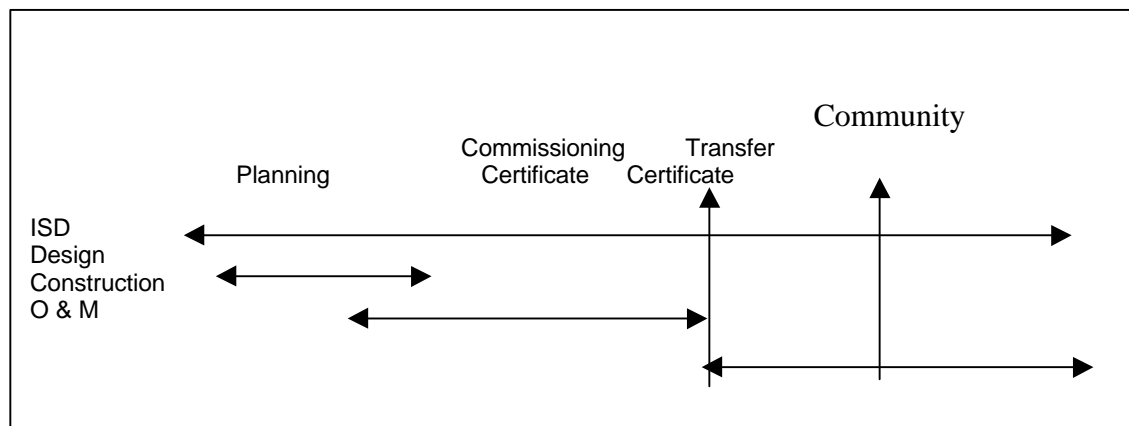 Community
Commissioning Transfer
Planning Certificate Certificate
ISD
Design
Construction
O & M